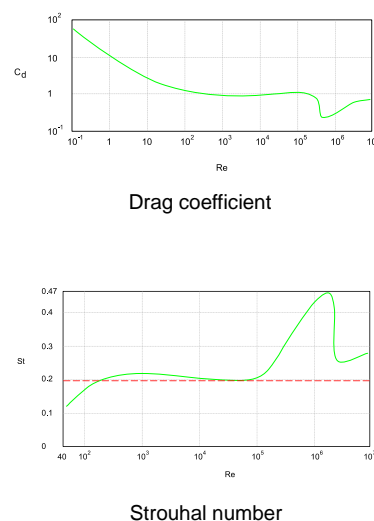 10²
10
C_d
1
10⁻¹
10⁻¹ 1 10 10² 10³ 10⁴ 10⁵ 10⁶ 10
Re
Drag coefficient
0.47
0.4
0.3
St
0.2
0.1
0
40 10² 10³ 10⁴ 10⁵ 10⁶ 10⁷
Re
Strouhal number